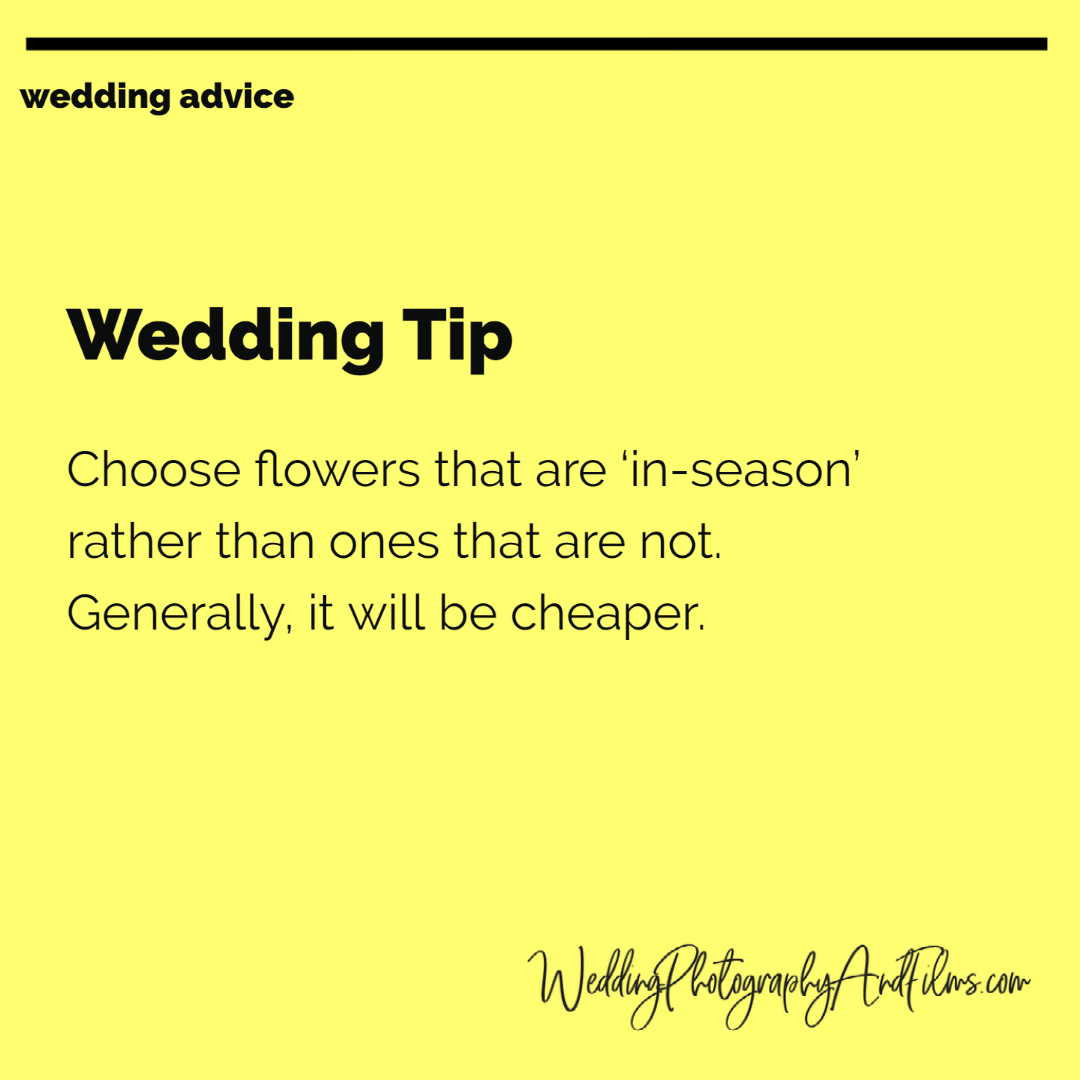 wedding advice
Wedding Tip
Choose flowers that are ‘in-season’
rather than ones that are not.
Generally, it will be cheaper.
WeddingPhotographyAndFilms.com